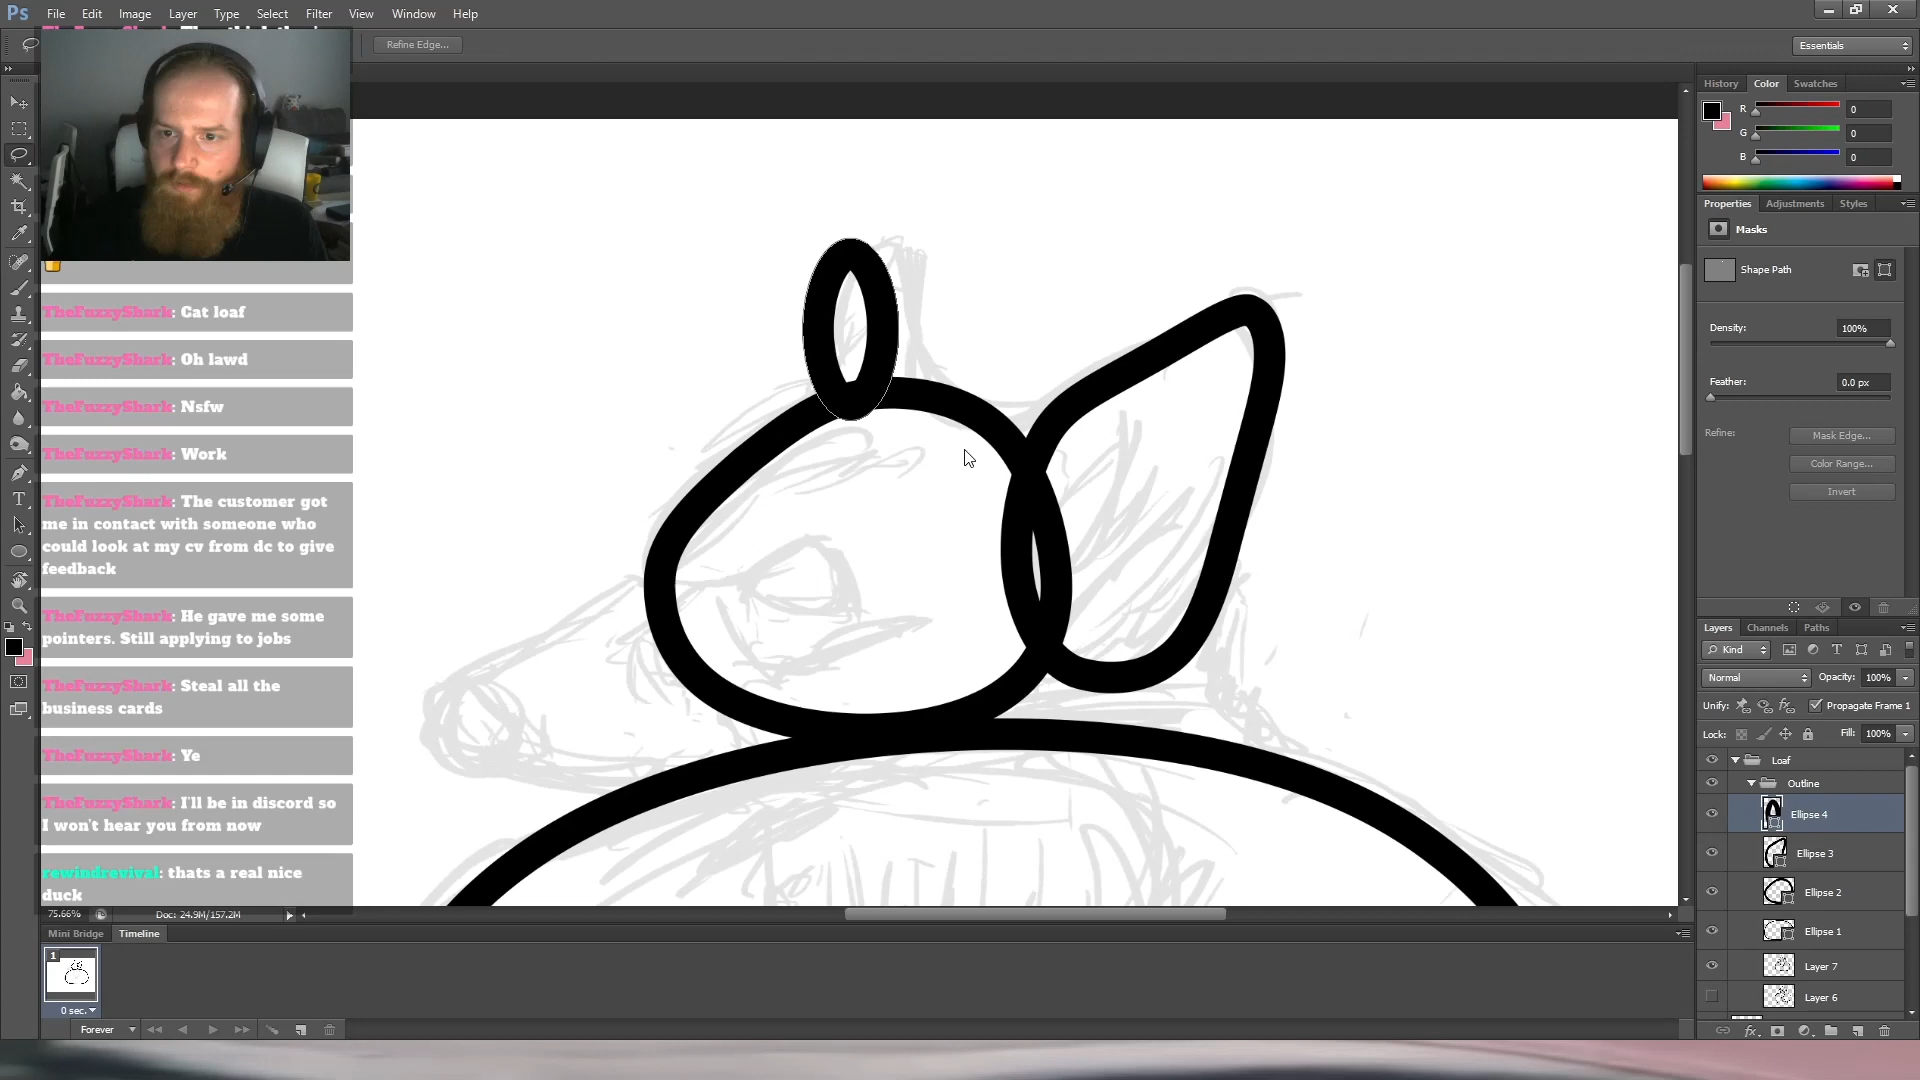 Ps File Edit Image Layer Type Select Filter View Window Help
Refine Edge...
Essentials
History Color Swatches
R 0
G 0
B 0
Properties Adjustments Styles
Masks
Shape Path
Density: 100%
Feather: 0.0 px
Refine: Mask Edge...
Color Range...
Invert
TheFuzzyShark: Cat loaf
TheFuzzyShark: Oh lawd
TheFuzzyShark: Nsfw
TheFuzzyShark: Work
TheFuzzyShark: The customer got
me in contact with someone who
could look at my cv from dc to give
feedback
TheFuzzyShark: He gave me some
pointers. Still applying to jobs
TheFuzzyShark: Steal all the
business cards
TheFuzzyShark: Ye
TheFuzzyShark: I'll be in discord so
I won't hear you from now
rewindrevival: thats a real nice
duck
Layers Channels Paths
Kind
Normal Opacity: 100%
Unify: Propagate Frame 1
Lock: Fill: 100%
Loaf
Outline
Ellipse 4
Ellipse 3
Ellipse 2
Ellipse 1
Layer 7
Layer 6
75.66% Doc: 24.9M/157.2M
Mini Bridge Timeline
1
0 sec.
Forever